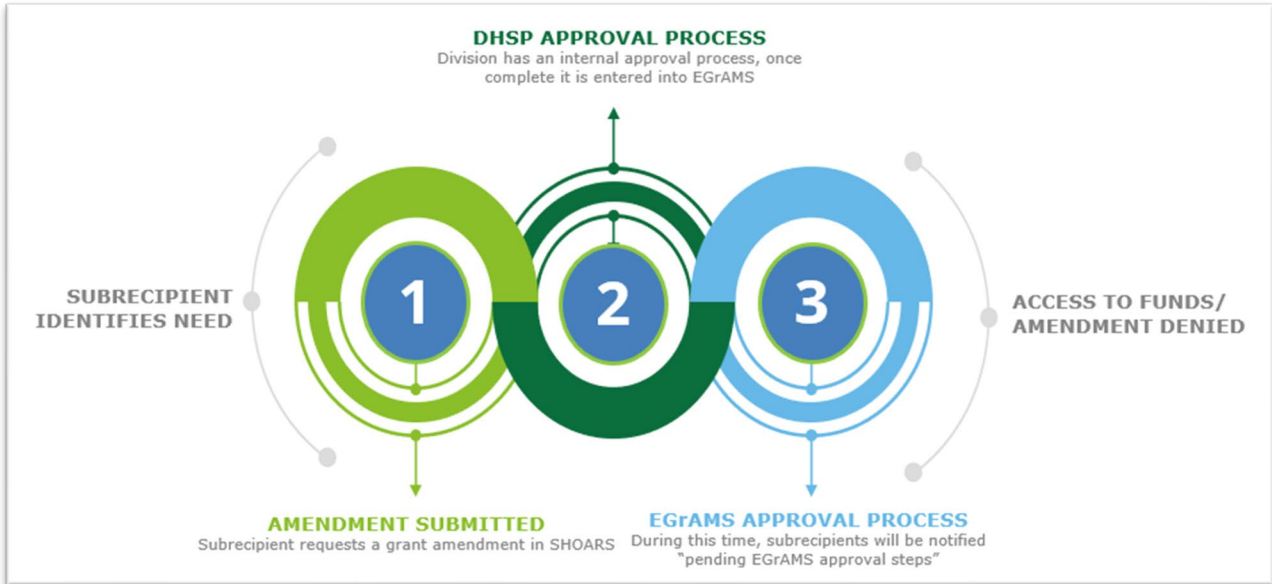 DHSP APPROVAL PROCESS
Division has an internal approval process, once
complete it is entered into EGrAMS
SUBRECIPIENT
IDENTIFIES NEED
1
2
3
ACCESS TO FUNDS/
AMENDMENT DENIED
AMENDMENT SUBMITTED
Subrecipient requests a grant amendment in SHOARS
EGrAMS APPROVAL PROCESS
During this time, subrecipients will be notified
"pending EGrAMS approval steps"